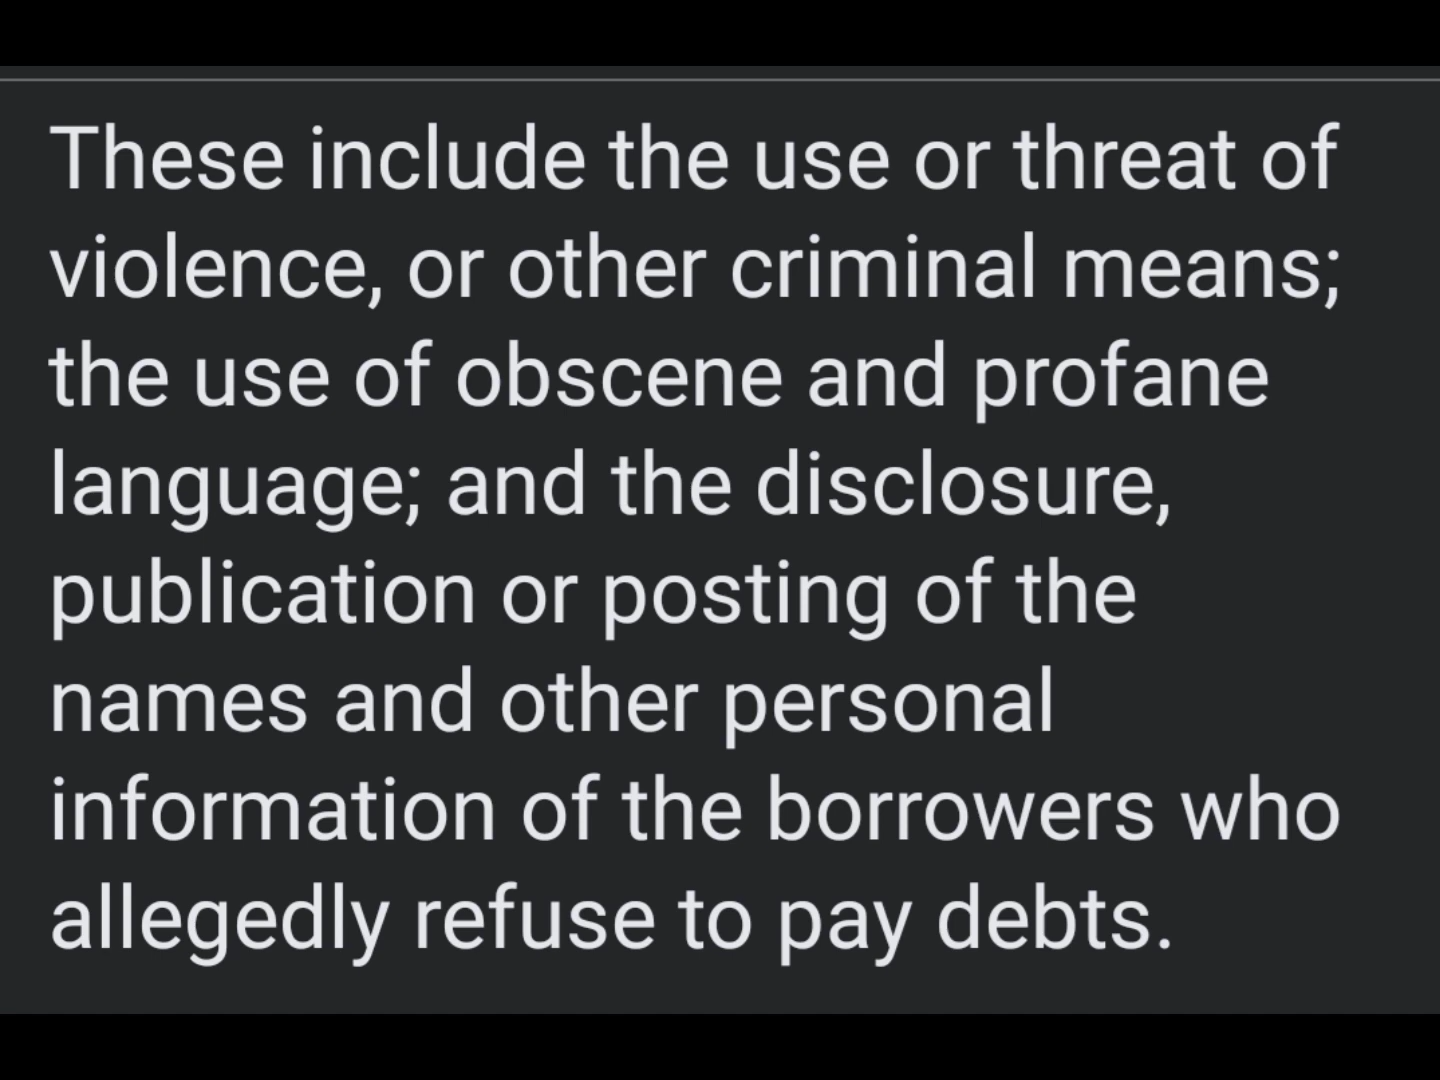 These include the use or threat of
violence, or other criminal means;
the use of obscene and profane
language; and the disclosure,
publication or posting of the
names and other personal
information of the borrowers who
allegedly refuse to pay debts.